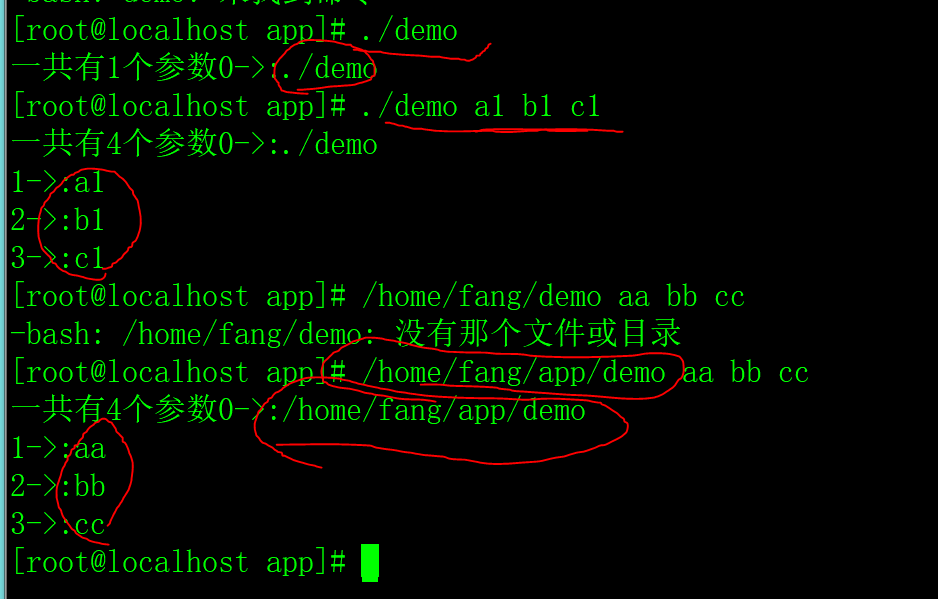 [root@localhost app]# ./demo
一共有1个参数0->:./demo
[root@localhost app]# ./demo a1 b1 c1
一共有4个参数0->:./demo
1->:a1
2->:b1
3->:c1
[root@localhost app]# /home/fang/demo aa bb cc
-bash: /home/fang/demo: 没有那个文件或目录
[root@localhost app]# /home/fang/app/demo aa bb cc
一共有4个参数0->:/home/fang/app/demo
1->:aa
2->:bb
3->:cc
[root@localhost app]#